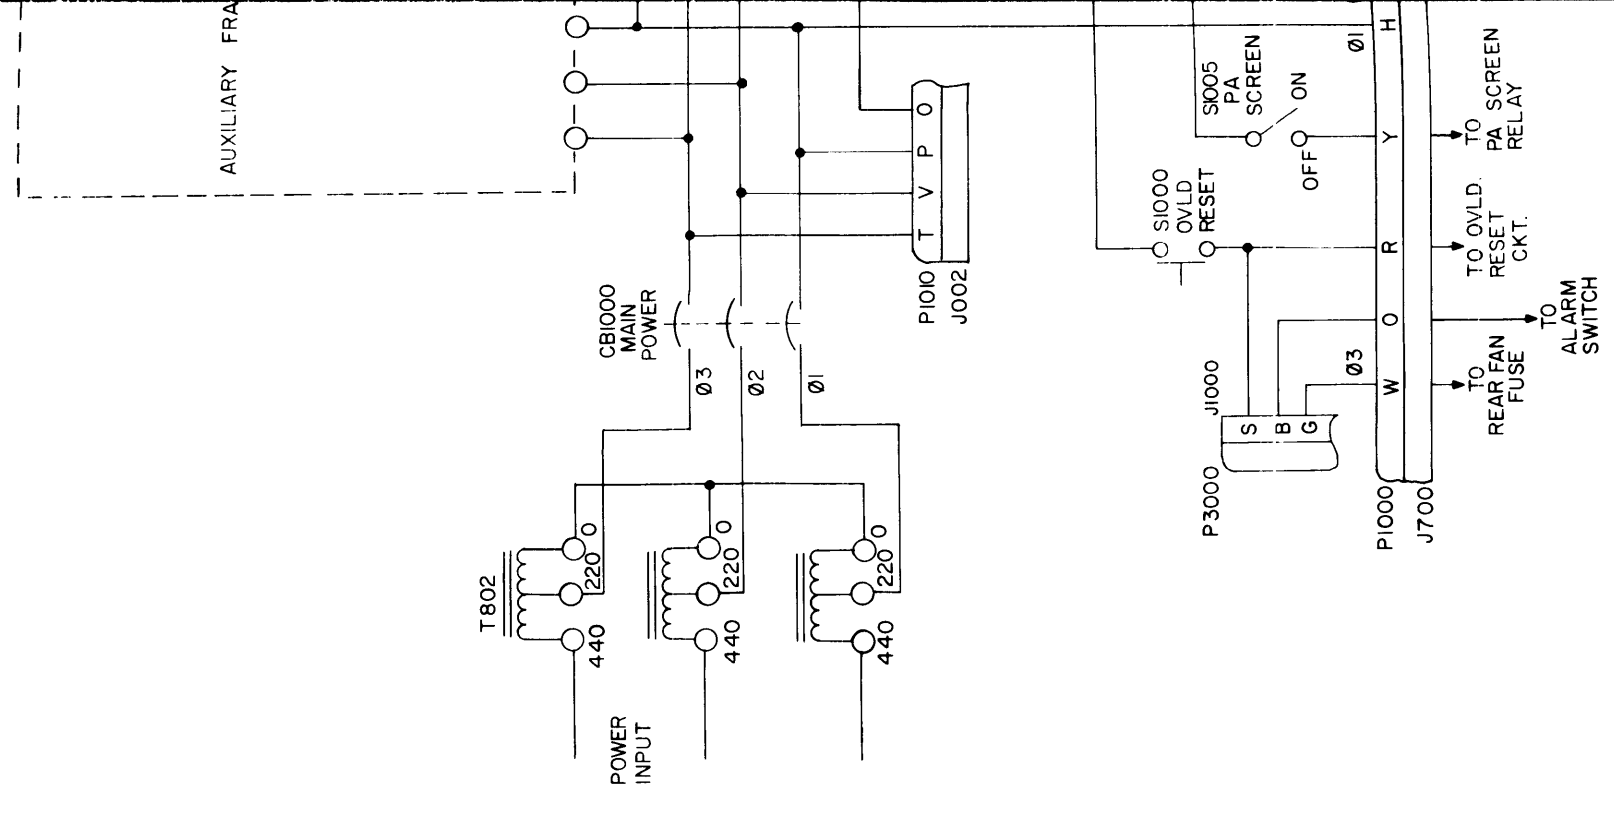 AUXILIARY FRA
S1005
PA
SCREEN
ON
OFF
Ø1
H
Y
R
O
W
Ø3
TO
PA SCREEN
RELAY
S1000
OVLD
RESET
TO OVLD.
RESET
CKT.
TO
ALARM
SWITCH
TO
REAR FAN
FUSE
O
P
V
T
P1010
J002
CB1000
MAIN
POWER
Ø3
Ø2
Ø1
J1000
S
B
G
P3000
P1000
J700
T802
0
220
440
0
220
440
0
220
440
POWER
INPUT